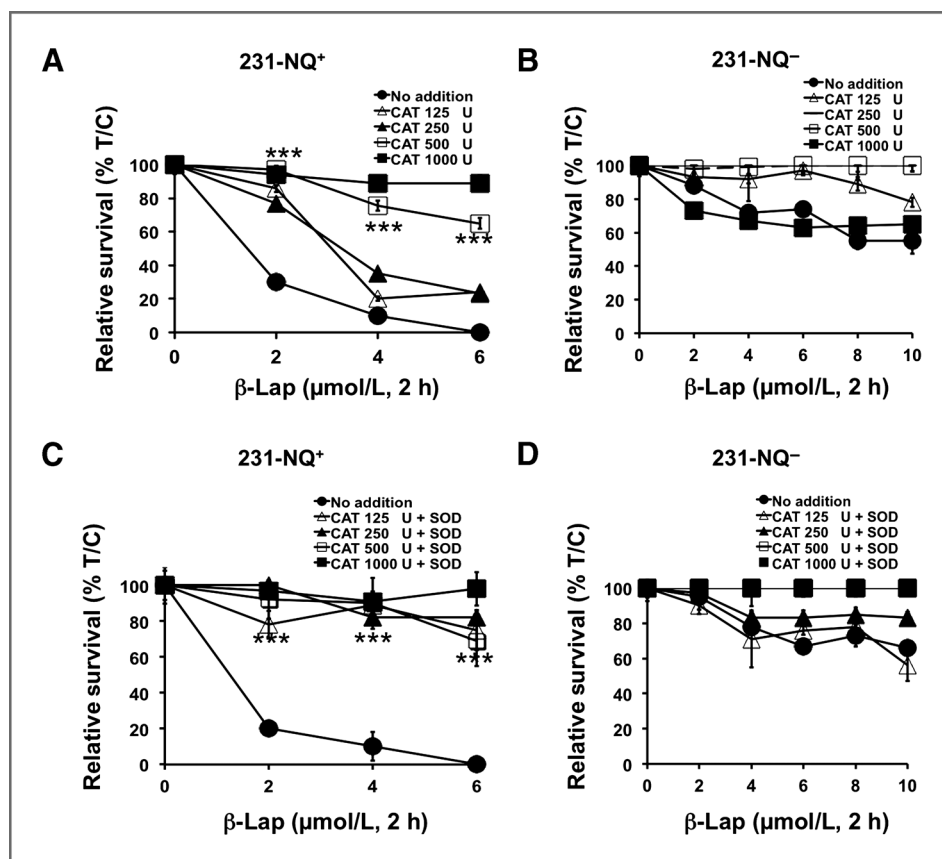 A
231-NQ+
No addition
CAT 125 U
CAT 250 U
CAT 500 U
CAT 1000 U
Relative survival (% T/C)
100
80
60
40
20
0
***
***
***
0 2 4 6
β-Lap (µmol/L, 2 h)
B
231-NQ–
No addition
CAT 125 U
CAT 250 U
CAT 500 U
CAT 1000 U
Relative survival (% T/C)
100
80
60
40
20
0
0 2 4 6 8 10
β-Lap (µmol/L, 2 h)
C
231-NQ+
No addition
CAT 125 U + SOD
CAT 250 U + SOD
CAT 500 U + SOD
CAT 1000 U + SOD
Relative survival (% T/C)
100
80
60
40
20
0
***
***
***
0 2 4 6
β-Lap (µmol/L, 2 h)
D
231-NQ–
No addition
CAT 125 U + SOD
CAT 250 U + SOD
CAT 500 U + SOD
CAT 1000 U + SOD
Relative survival (% T/C)
100
80
60
40
20
0
0 2 4 6 8 10
β-Lap (µmol/L, 2 h)